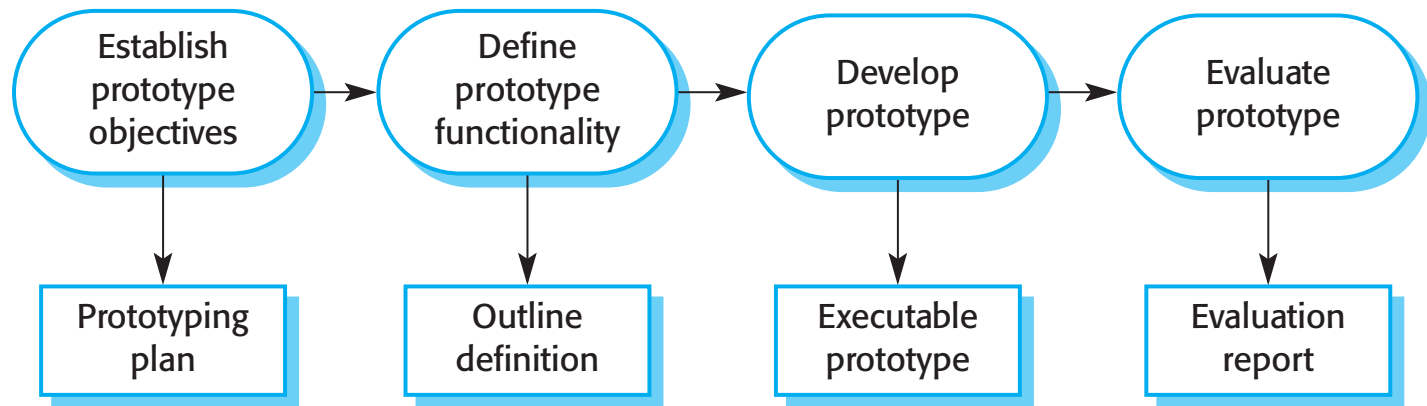 Establish
prototype
objectives
Define
prototype
functionality
Develop
prototype
Evaluate
prototype
Prototyping
plan
Outline
definition
Executable
prototype
Evaluation
report